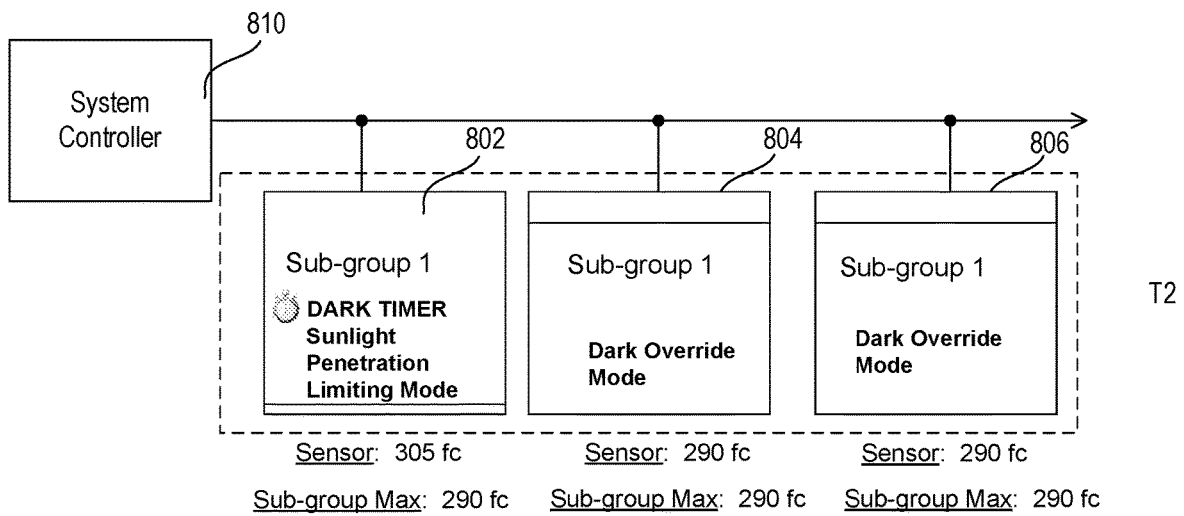 810
System
Controller
802
804
806
Sub-group 1
DARK TIMER
Sunlight
Penetration
Limiting Mode
Sub-group 1
Dark Override
Mode
Sub-group 1
Dark Override
Mode
T2
Sensor: 305 fc
Sensor: 290 fc
Sensor: 290 fc
Sub-group Max: 290 fc
Sub-group Max: 290 fc
Sub-group Max: 290 fc